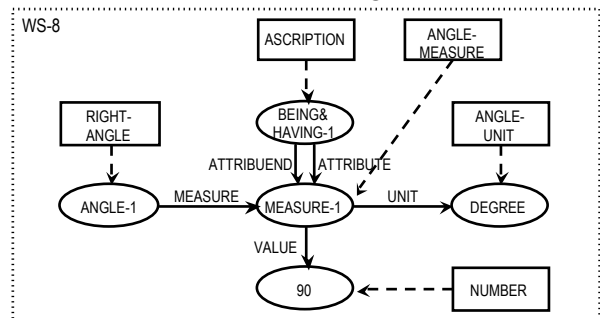 WS-8
ASCRIPTION
ANGLE-
MEASURE
RIGHT-
ANGLE
BEING&
HAVING-1
ANGLE-
UNIT
ATTRIBUEND
ATTRIBUTE
ANGLE-1
MEASURE
MEASURE-1
UNIT
DEGREE
VALUE
90
NUMBER